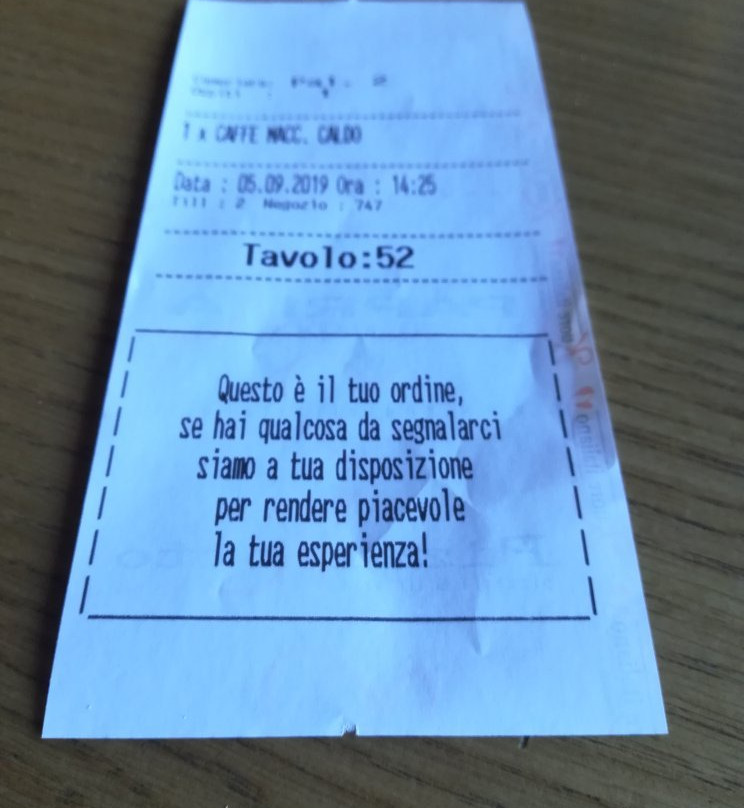 1 x CAFFE MACC. CALDO
Data : 05.09.2019 Ora : 14:25
Till : 2 Negozio : 747
Tavolo:52
Questo è il tuo ordine,
se hai qualcosa da segnalarci
siamo a tua disposizione
per rendere piacevole
la tua esperienza!